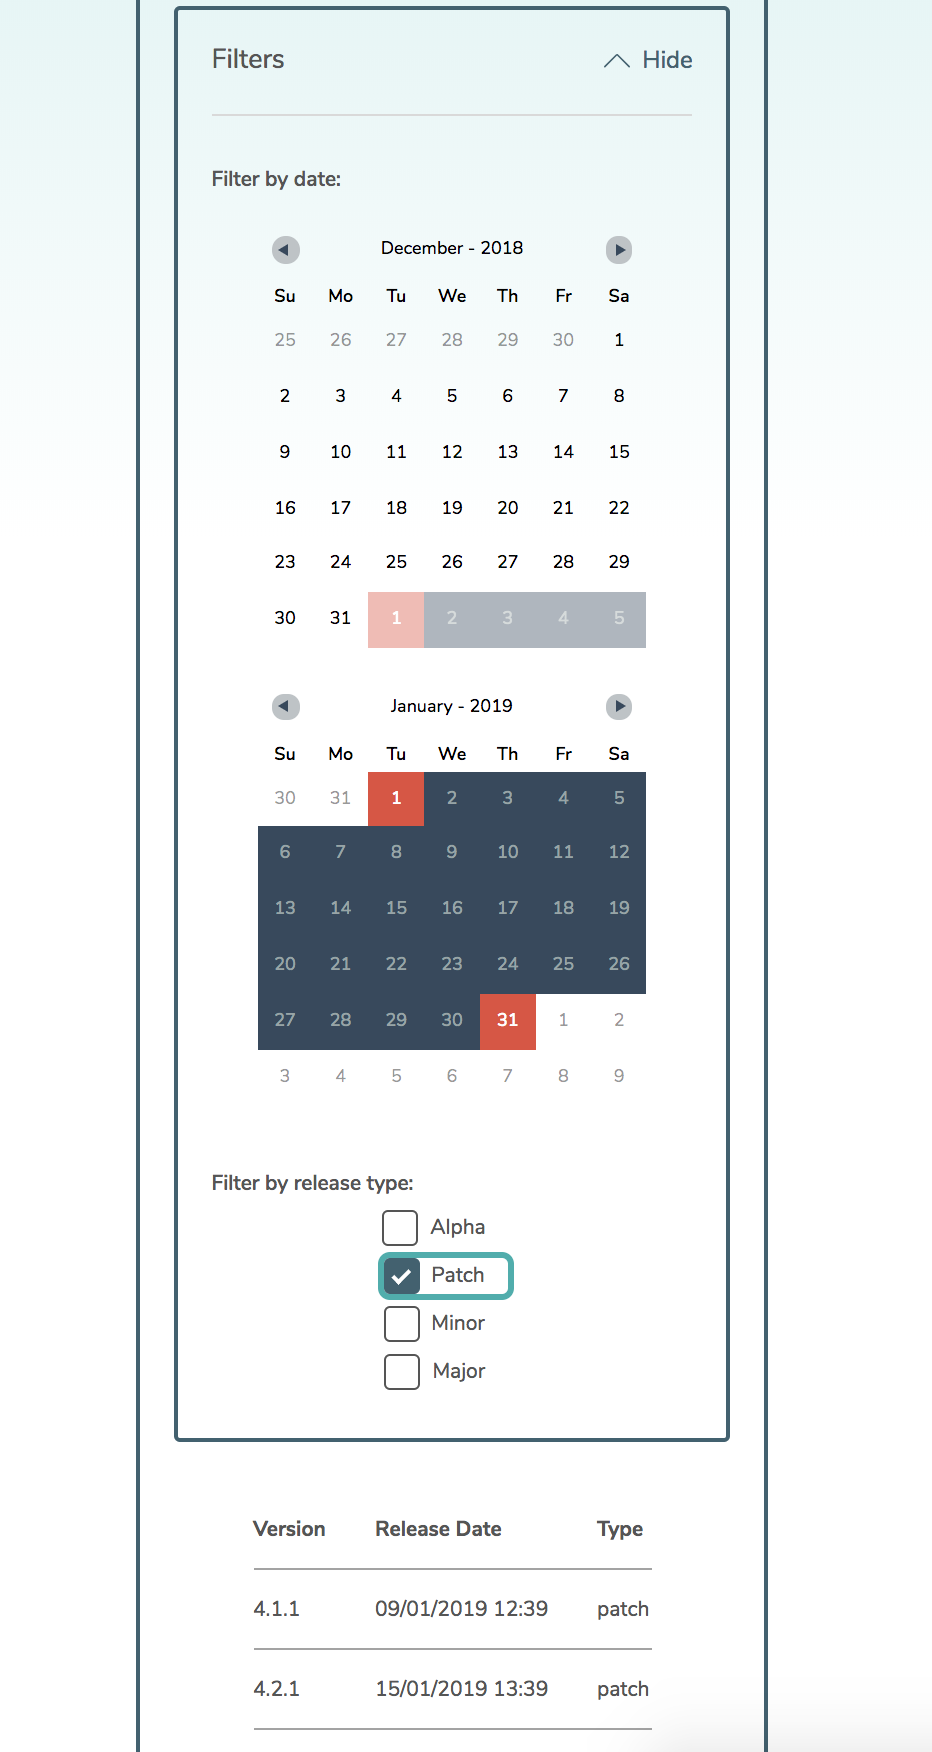 Filters Hide
Filter by date:
December - 2018
Su Mo Tu We Th Fr Sa
25 26 27 28 29 30 1
2 3 4 5 6 7 8
9 10 11 12 13 14 15
16 17 18 19 20 21 22
23 24 25 26 27 28 29
30 31 1 2 3 4 5
January - 2019
Su Mo Tu We Th Fr Sa
30 31 1 2 3 4 5
6 7 8 9 10 11 12
13 14 15 16 17 18 19
20 21 22 23 24 25 26
27 28 29 30 31 1 2
3 4 5 6 7 8 9
Filter by release type:
Alpha
Patch
Minor
Major
Version Release Date Type
4.1.1 09/01/2019 12:39 patch
4.2.1 15/01/2019 13:39 patch